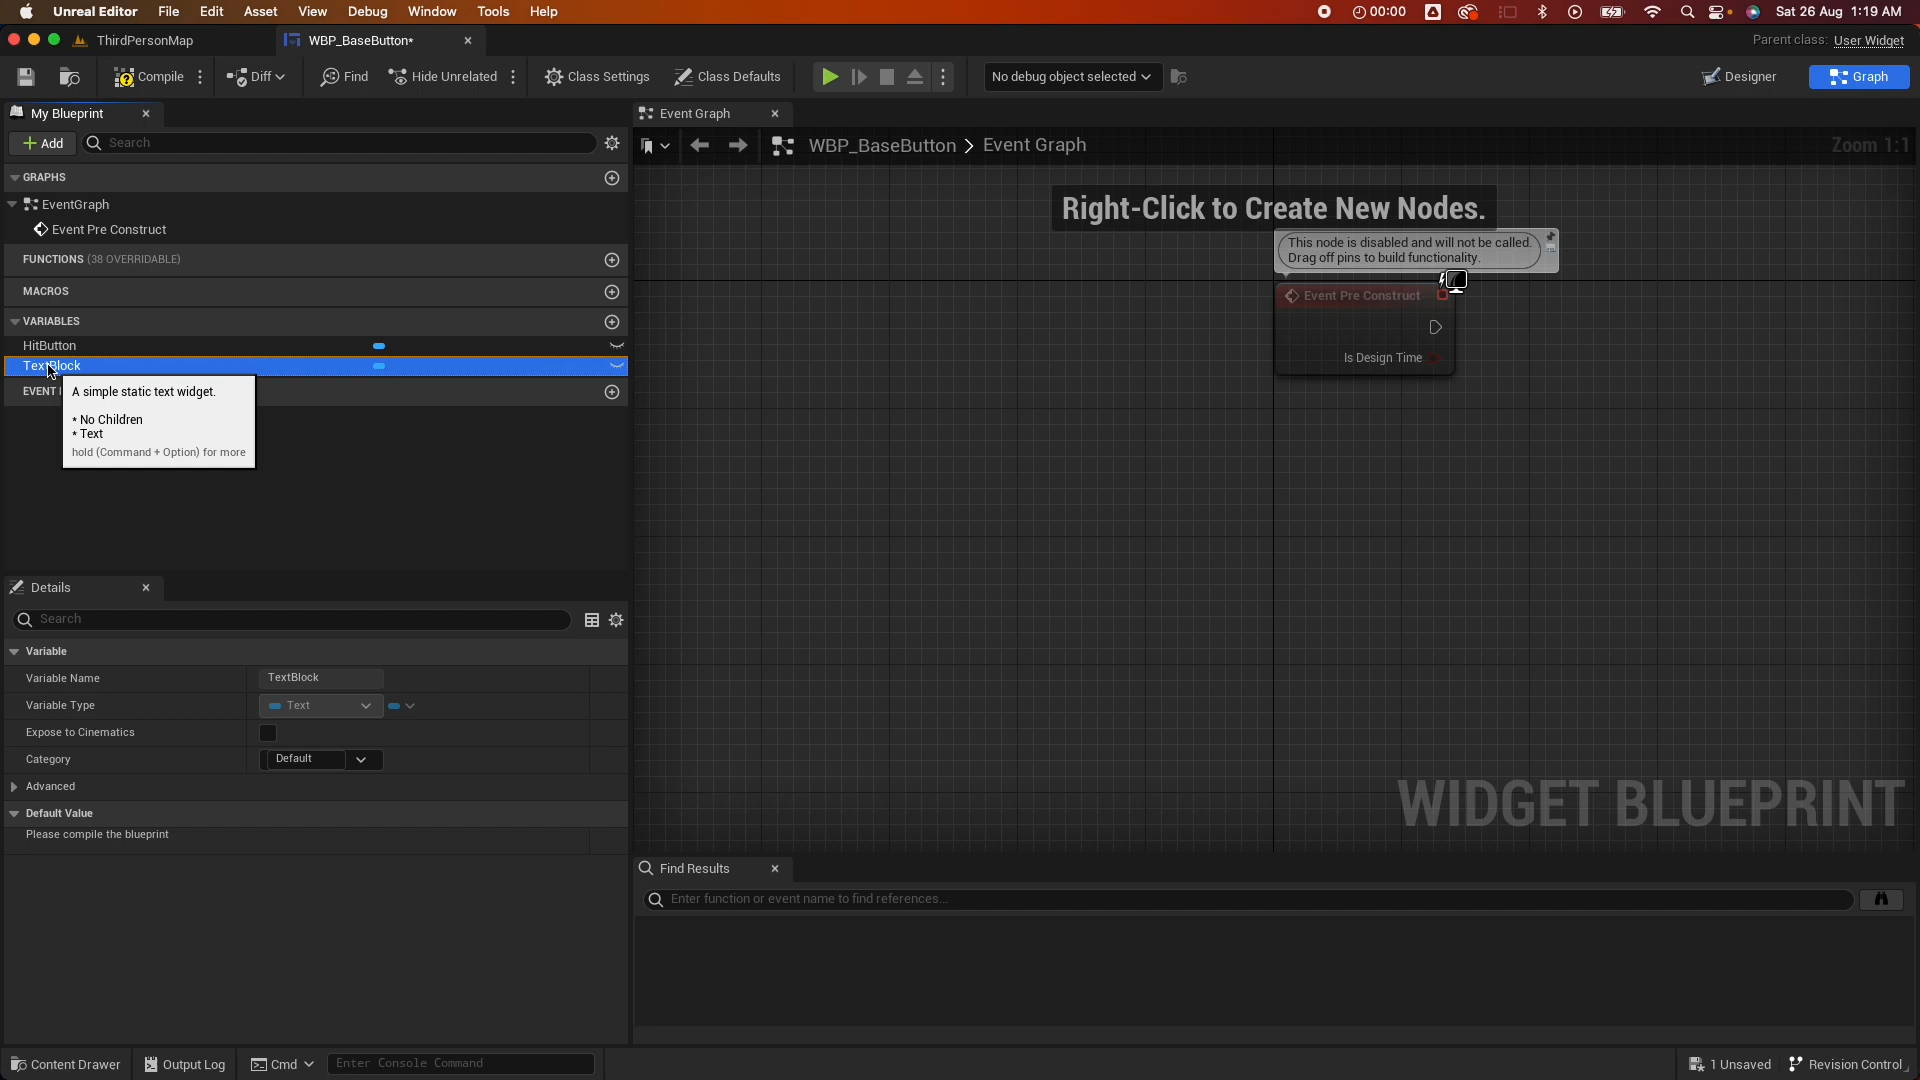 Unreal Editor File Edit Asset View Debug Window Tools Help
00:00 Sat 26 Aug 1:19 AM
ThirdPersonMap
WBP_BaseButton*
Parent class: User Widget
Compile
Diff
Find
Hide Unrelated
Class Settings
Class Defaults
No debug object selected
Designer
Graph
My Blueprint
Add
Search
GRAPHS
EventGraph
Event Pre Construct
FUNCTIONS (38 OVERRIDABLE)
MACROS
VARIABLES
HitButton
TextBlock
EVENT
A simple static text widget.
* No Children
* Text
hold (Command + Option) for more
Details
Search
Variable
Variable Name TextBlock
Variable Type Text
Expose to Cinematics
Category Default
Advanced
Default Value
Please compile the blueprint
Event Graph
WBP_BaseButton > Event Graph
Zoom 1:1
Right-Click to Create New Nodes.
This node is disabled and will not be called.
Drag off pins to build functionality.
Event Pre Construct
Is Design Time
WIDGET BLUEPRINT
Find Results
Enter function or event name to find references...
Content Drawer
Output Log
Cmd
Enter Console Command
1 Unsaved
Revision Control